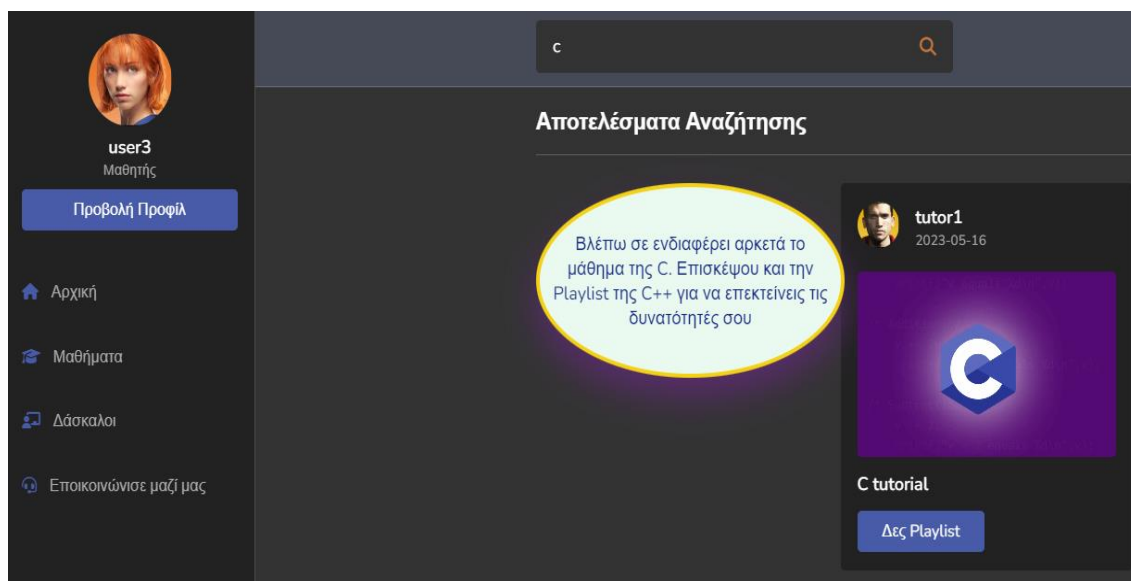 c
user3
Μαθητής
Προβολή Προφίλ
Αρχική
Μαθήματα
Δάσκαλοι
Εποικοινώνισε μαζί μας
Αποτελέσματα Αναζήτησης
Βλέπω σε ενδιαφέρει αρκετά το
μάθημα της C. Επισκέψου και την
Playlist της C++ για να επεκτείνεις τις
δυνατότητές σου
tutor1
2023-05-16
C
C tutorial
Δες Playlist